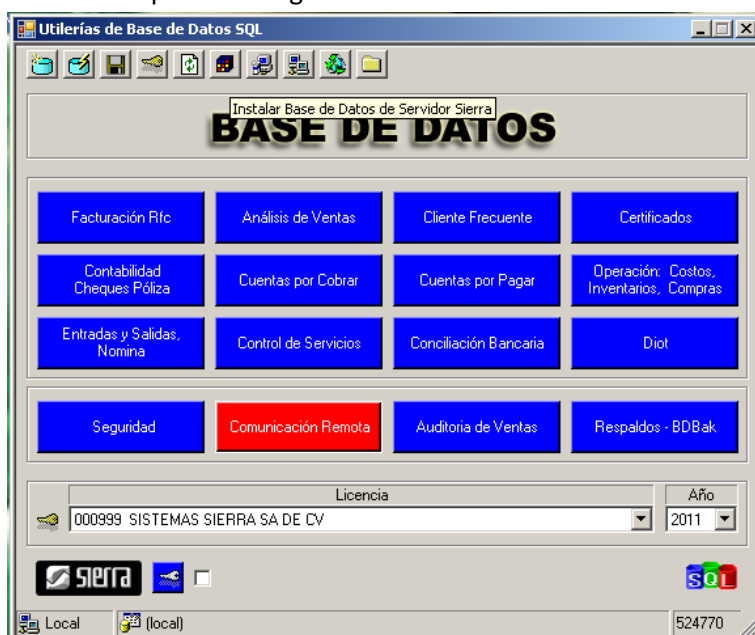 Utilerías de Base de Datos SQL
Instalar Base de Datos de Servidor Sierra
BASE DE DATOS
Facturación Rfc
Análisis de Ventas
Cliente Frecuente
Certificados
Contabilidad
Cheques Póliza
Cuentas por Cobrar
Cuentas por Pagar
Operación: Costos,
Inventarios, Compras
Entradas y Salidas,
Nomina
Control de Servicios
Conciliación Bancaria
Diot
Seguridad
Comunicación Remota
Auditoria de Ventas
Respaldos - BDBak
Licencia
Año
000999 SISTEMAS SIERRA SA DE CV
2011
sierra
SQL
Local
(local)
524770